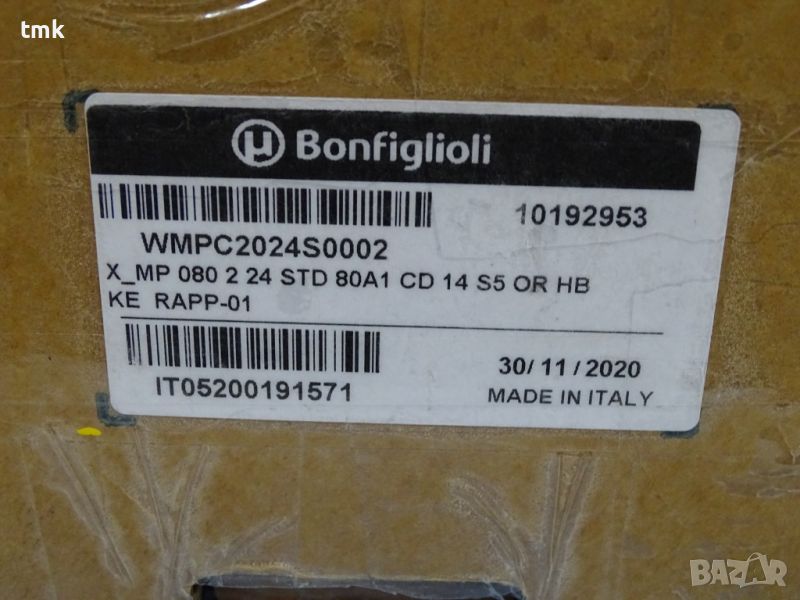 tmk
Bonfiglioli
10192953
WMPC2024S0002
X_MP 080 2 24 STD 80A1 CD 14 S5 OR HB
KE RAPP-01
30/11/2020
IT05200191571
MADE IN ITALY
BAZAR